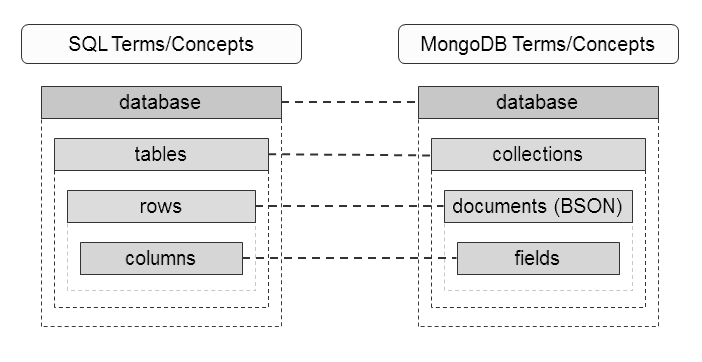 SQL Terms/Concepts
MongoDB Terms/Concepts
database
database
tables
collections
rows
documents (BSON)
columns
fields